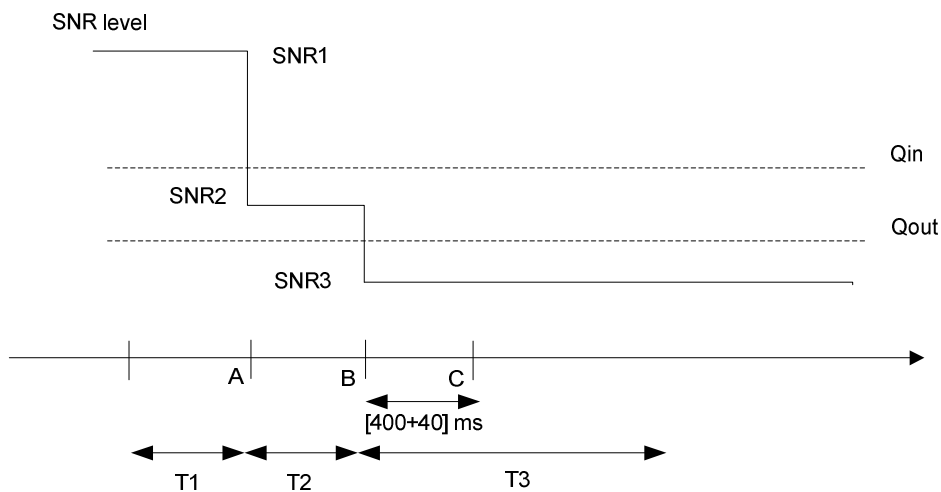 SNR level
SNR1
Qin
SNR2
Qout
SNR3
A
B
C
[400+40] ms
T1
T2
T3